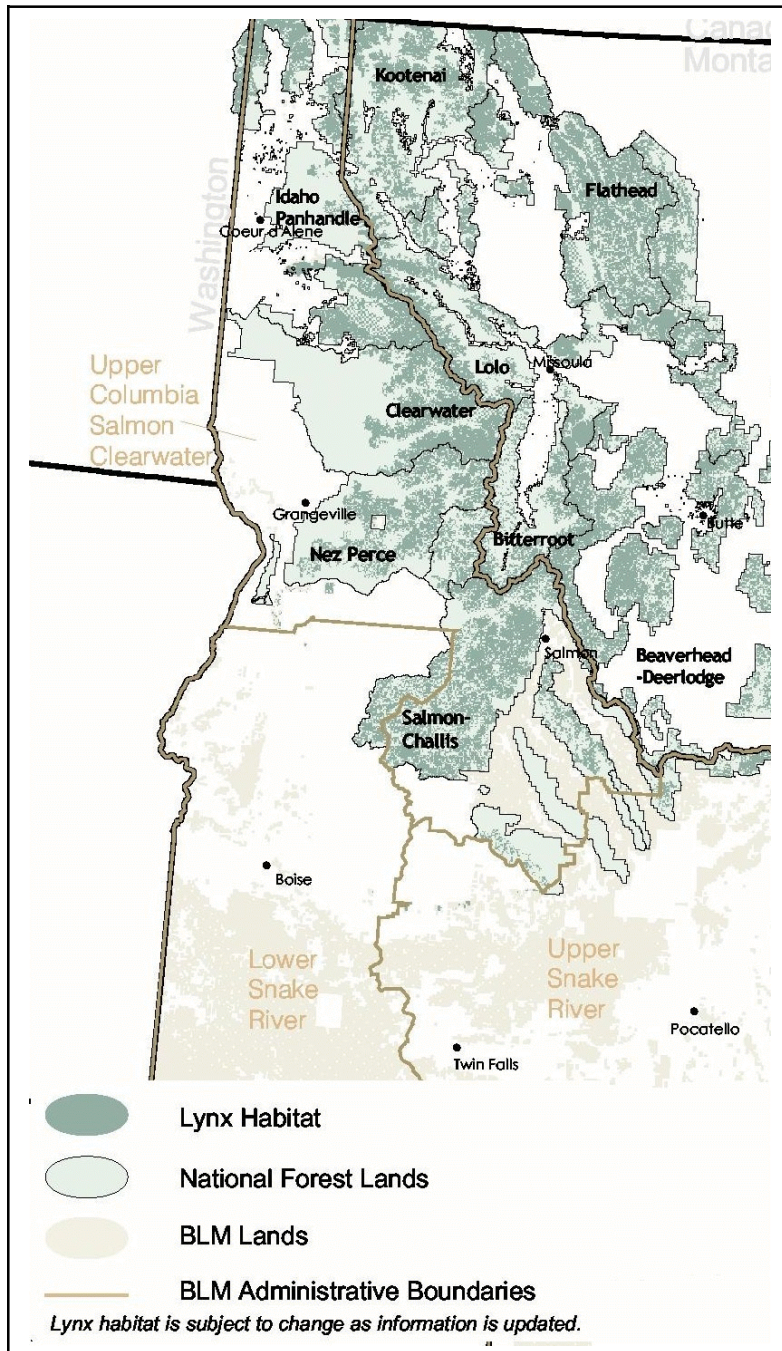 Canad
Monta
Kootenai
Washington
Idaho
Panhandle
Flathead
Coeur d'Alene
Upper
Columbia
Salmon
Clearwater
Lolo
Missoula
Clearwater
Grangeville
Butte
Nez Perce
Bitterroot
Salmon
Beaverhead
-Deerlodge
Salmon-
Challis
Boise
Lower
Snake
River
Upper
Snake
River
Pocatello
Twin Falls
Lynx Habitat
National Forest Lands
BLM Lands
BLM Administrative Boundaries
Lynx habitat is subject to change as information is updated.